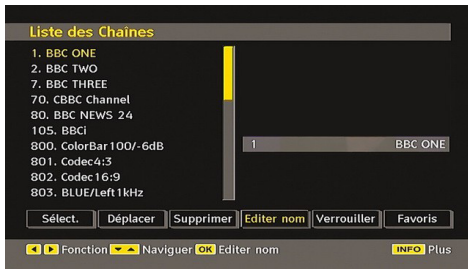 Liste des Chaînes
1. BBC ONE
2. BBC TWO
7. BBC THREE
70. CBBC Channel
80. BBC NEWS 24
105. BBCi
800. ColorBar100/-6dB
801. Codec4:3
802. Codec16:9
803. BLUE/Left1kHz
1 BBC ONE
Sélect. Déplacer Supprimer Editer nom Verrouiller Favoris
Fonction Naviguer OK Editer nom INFO Plus